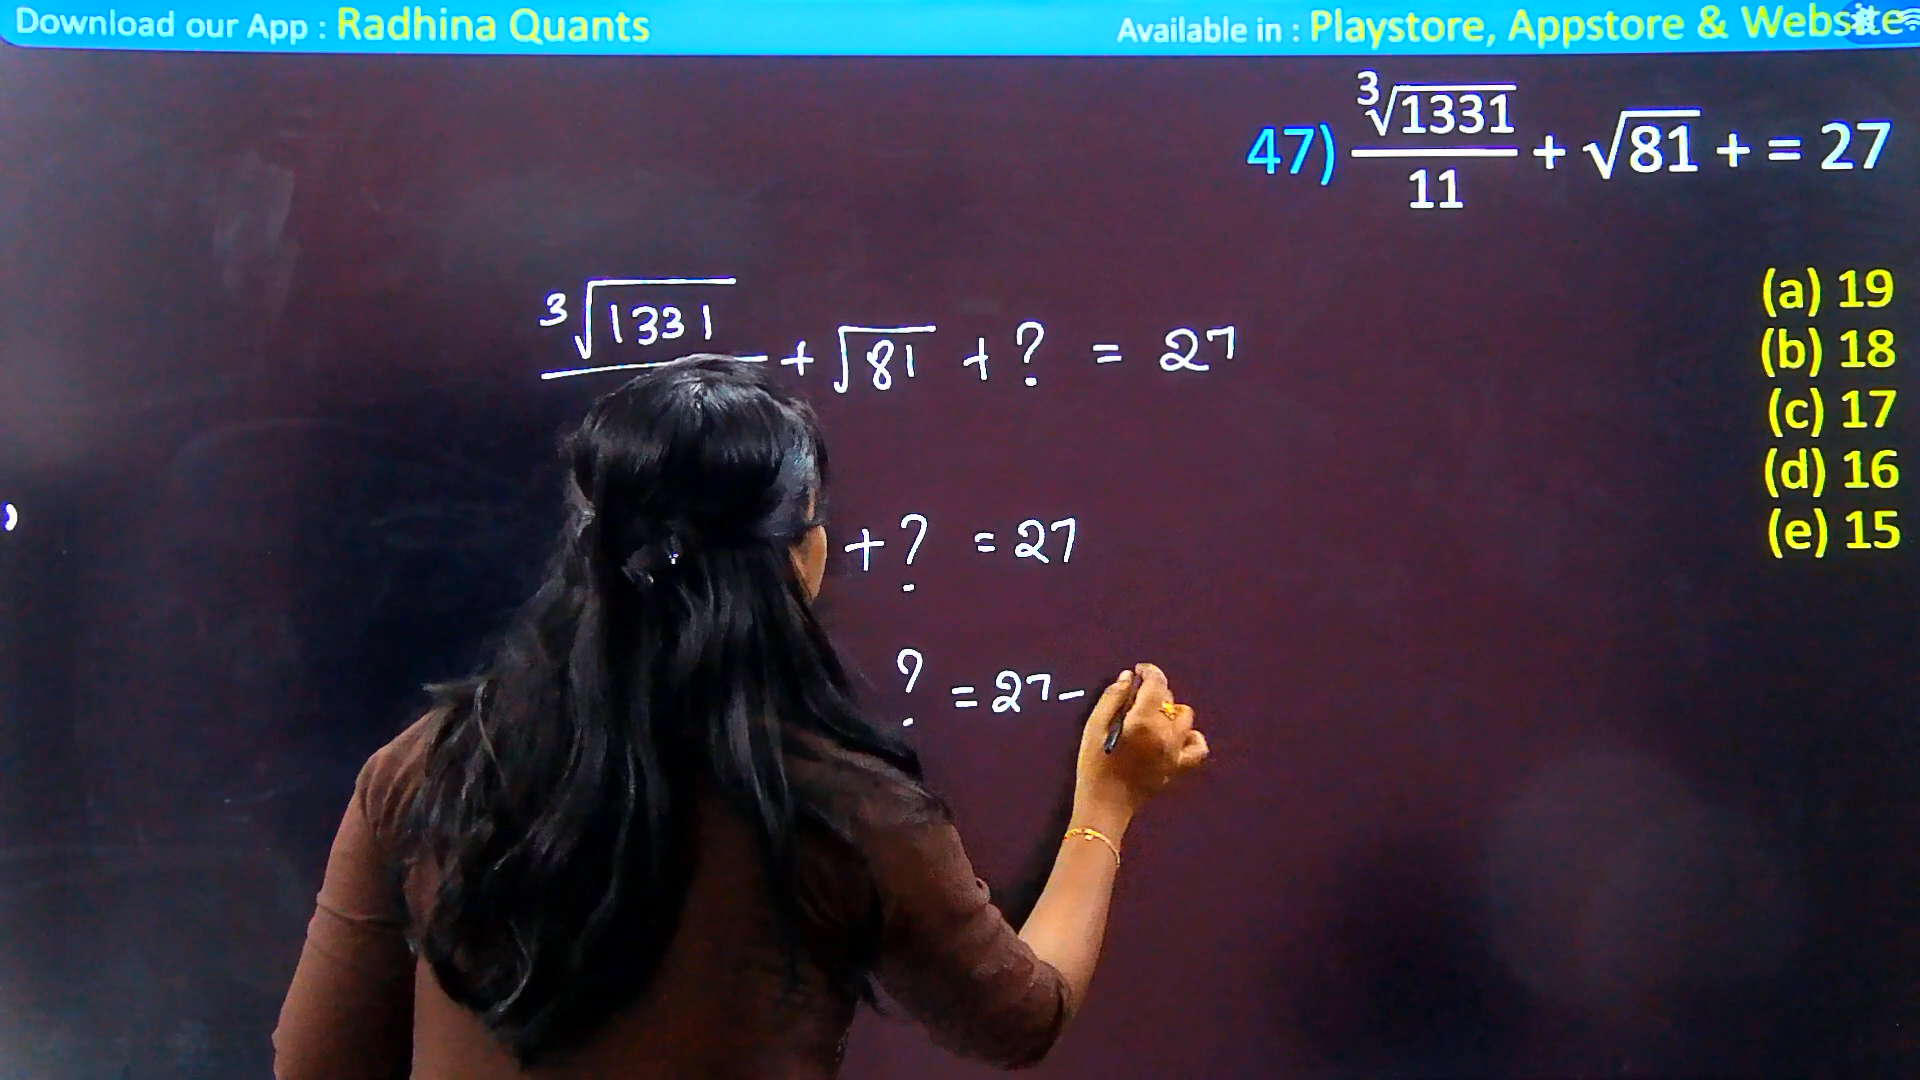 Download our App : Radhina Quants
Available in : Playstore, Appstore & Website
47) ∛1331/11 + √81 + = 27
(a) 19
(b) 18
(c) 17
(d) 16
(e) 15
∛1331 + √81 + ? = 27
+ ? = 27
? = 27 -